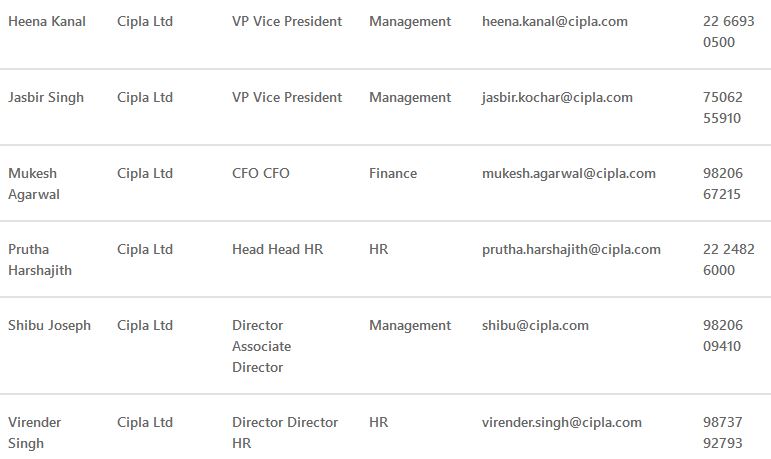 Heena Kanal Cipla Ltd VP Vice President Management heena.kanal@cipla.com 22 6693
0500
Jasbir Singh Cipla Ltd VP Vice President Management jasbir.kochar@cipla.com 75062
55910
Mukesh Cipla Ltd CFO CFO Finance mukesh.agarwal@cipla.com 98206
Agarwal 67215
Prutha Cipla Ltd Head Head HR HR prutha.harshajith@cipla.com 22 2482
Harshajith 6000
Shibu Joseph Cipla Ltd Director Management shibu@cipla.com 98206
Associate 09410
Director
Virender Cipla Ltd Director Director HR virender.singh@cipla.com 98737
Singh HR 92793